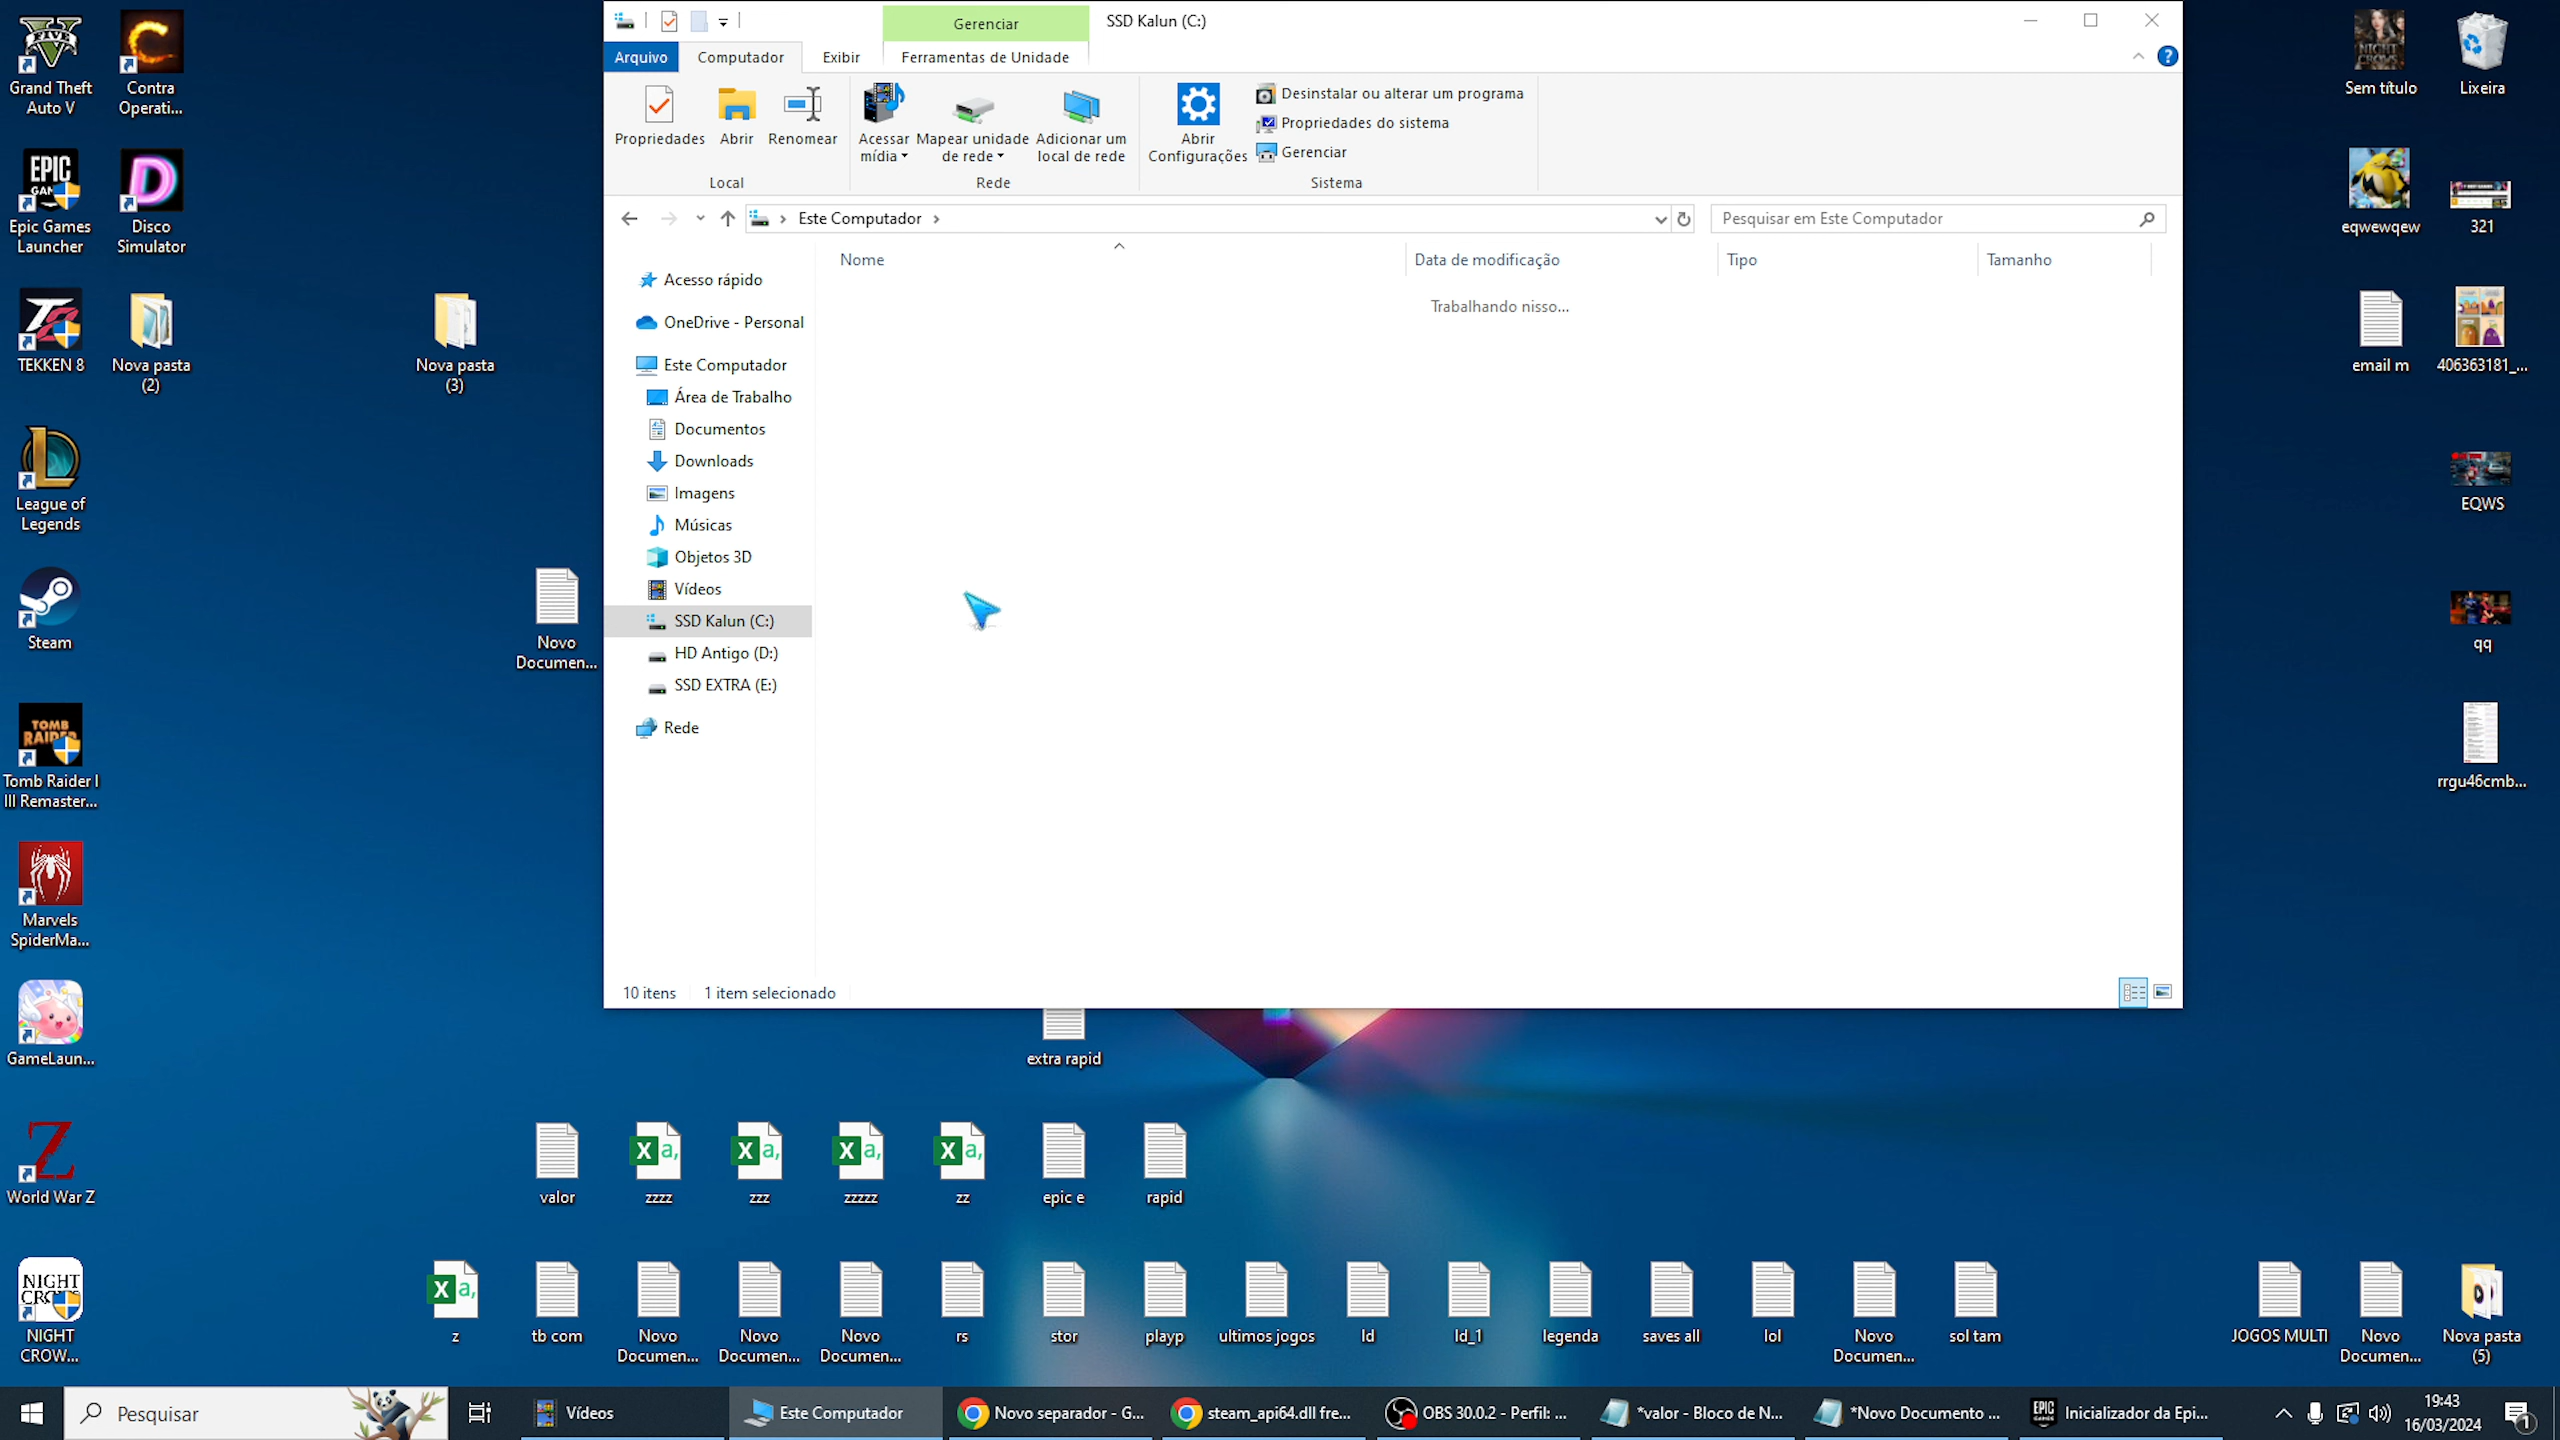 Gerenciar
SSD Kalun (C:)
Arquivo
Computador
Exibir
Ferramentas de Unidade
Propriedades
Abrir
Renomear
Acessar
mídia
Mapear unidade
de rede
Adicionar um
local de rede
Abrir
Configurações
Desinstalar ou alterar um programa
Propriedades do sistema
Gerenciar
Local
Rede
Sistema
Este Computador
Pesquisar em Este Computador
Nome
Data de modificação
Tipo
Tamanho
Trabalhando nisso...
Acesso rápido
OneDrive - Personal
Este Computador
Área de Trabalho
Documentos
Downloads
Imagens
Músicas
Objetos 3D
Vídeos
SSD Kalun (C:)
HD Antigo (D:)
SSD EXTRA (E:)
Rede
10 itens
1 item selecionado
Grand Theft
Auto V
Contra
Operati...
EPIC
Epic Games
Launcher
Disco
Simulator
TEKKEN 8
Nova pasta
(2)
Nova pasta
(3)
League of
Legends
Steam
Novo
Documen...
TOMB
RAIDER
Tomb Raider I
III Remaster...
Marvels
SpiderMa...
GameLaun...
World War Z
NIGHT
CROWS
NIGHT
CROW...
NIGHT
CROWS
Sem título
Lixeira
eqwewqew
321
email m
406363181_...
EQWS
qq
rrgu46cmb...
extra rapid
valor
zzzz
zzz
zzzzz
zz
epic e
rapid
z
tb com
Novo
Documen...
Novo
Documen...
Novo
Documen...
rs
stor
playp
ultimos jogos
ld
ld_1
legenda
saves all
lol
Novo
Documen...
sol tam
JOGOS MULTI
Novo
Documen...
Nova pasta
(5)
Pesquisar
Vídeos
Este Computador
Novo separador - G...
steam_api64.dll fre...
OBS 30.0.2 - Perfil: ...
*valor - Bloco de N...
*Novo Documento ...
Inicializador da Epi...
19:43
16/03/2024
1